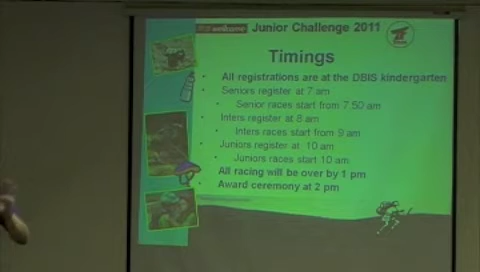 Junior Challenge 2011
Timings
• All registrations are at the DBIS kindergarten
• Seniors register at 7 am
• Senior races start from 7.50 am
• Inters register at 8 am
• Inters races start from 9 am
• Juniors register at 10 am
• Juniors races start 10 am
• All racing will be over by 1 pm
• Award ceremony at 2 pm